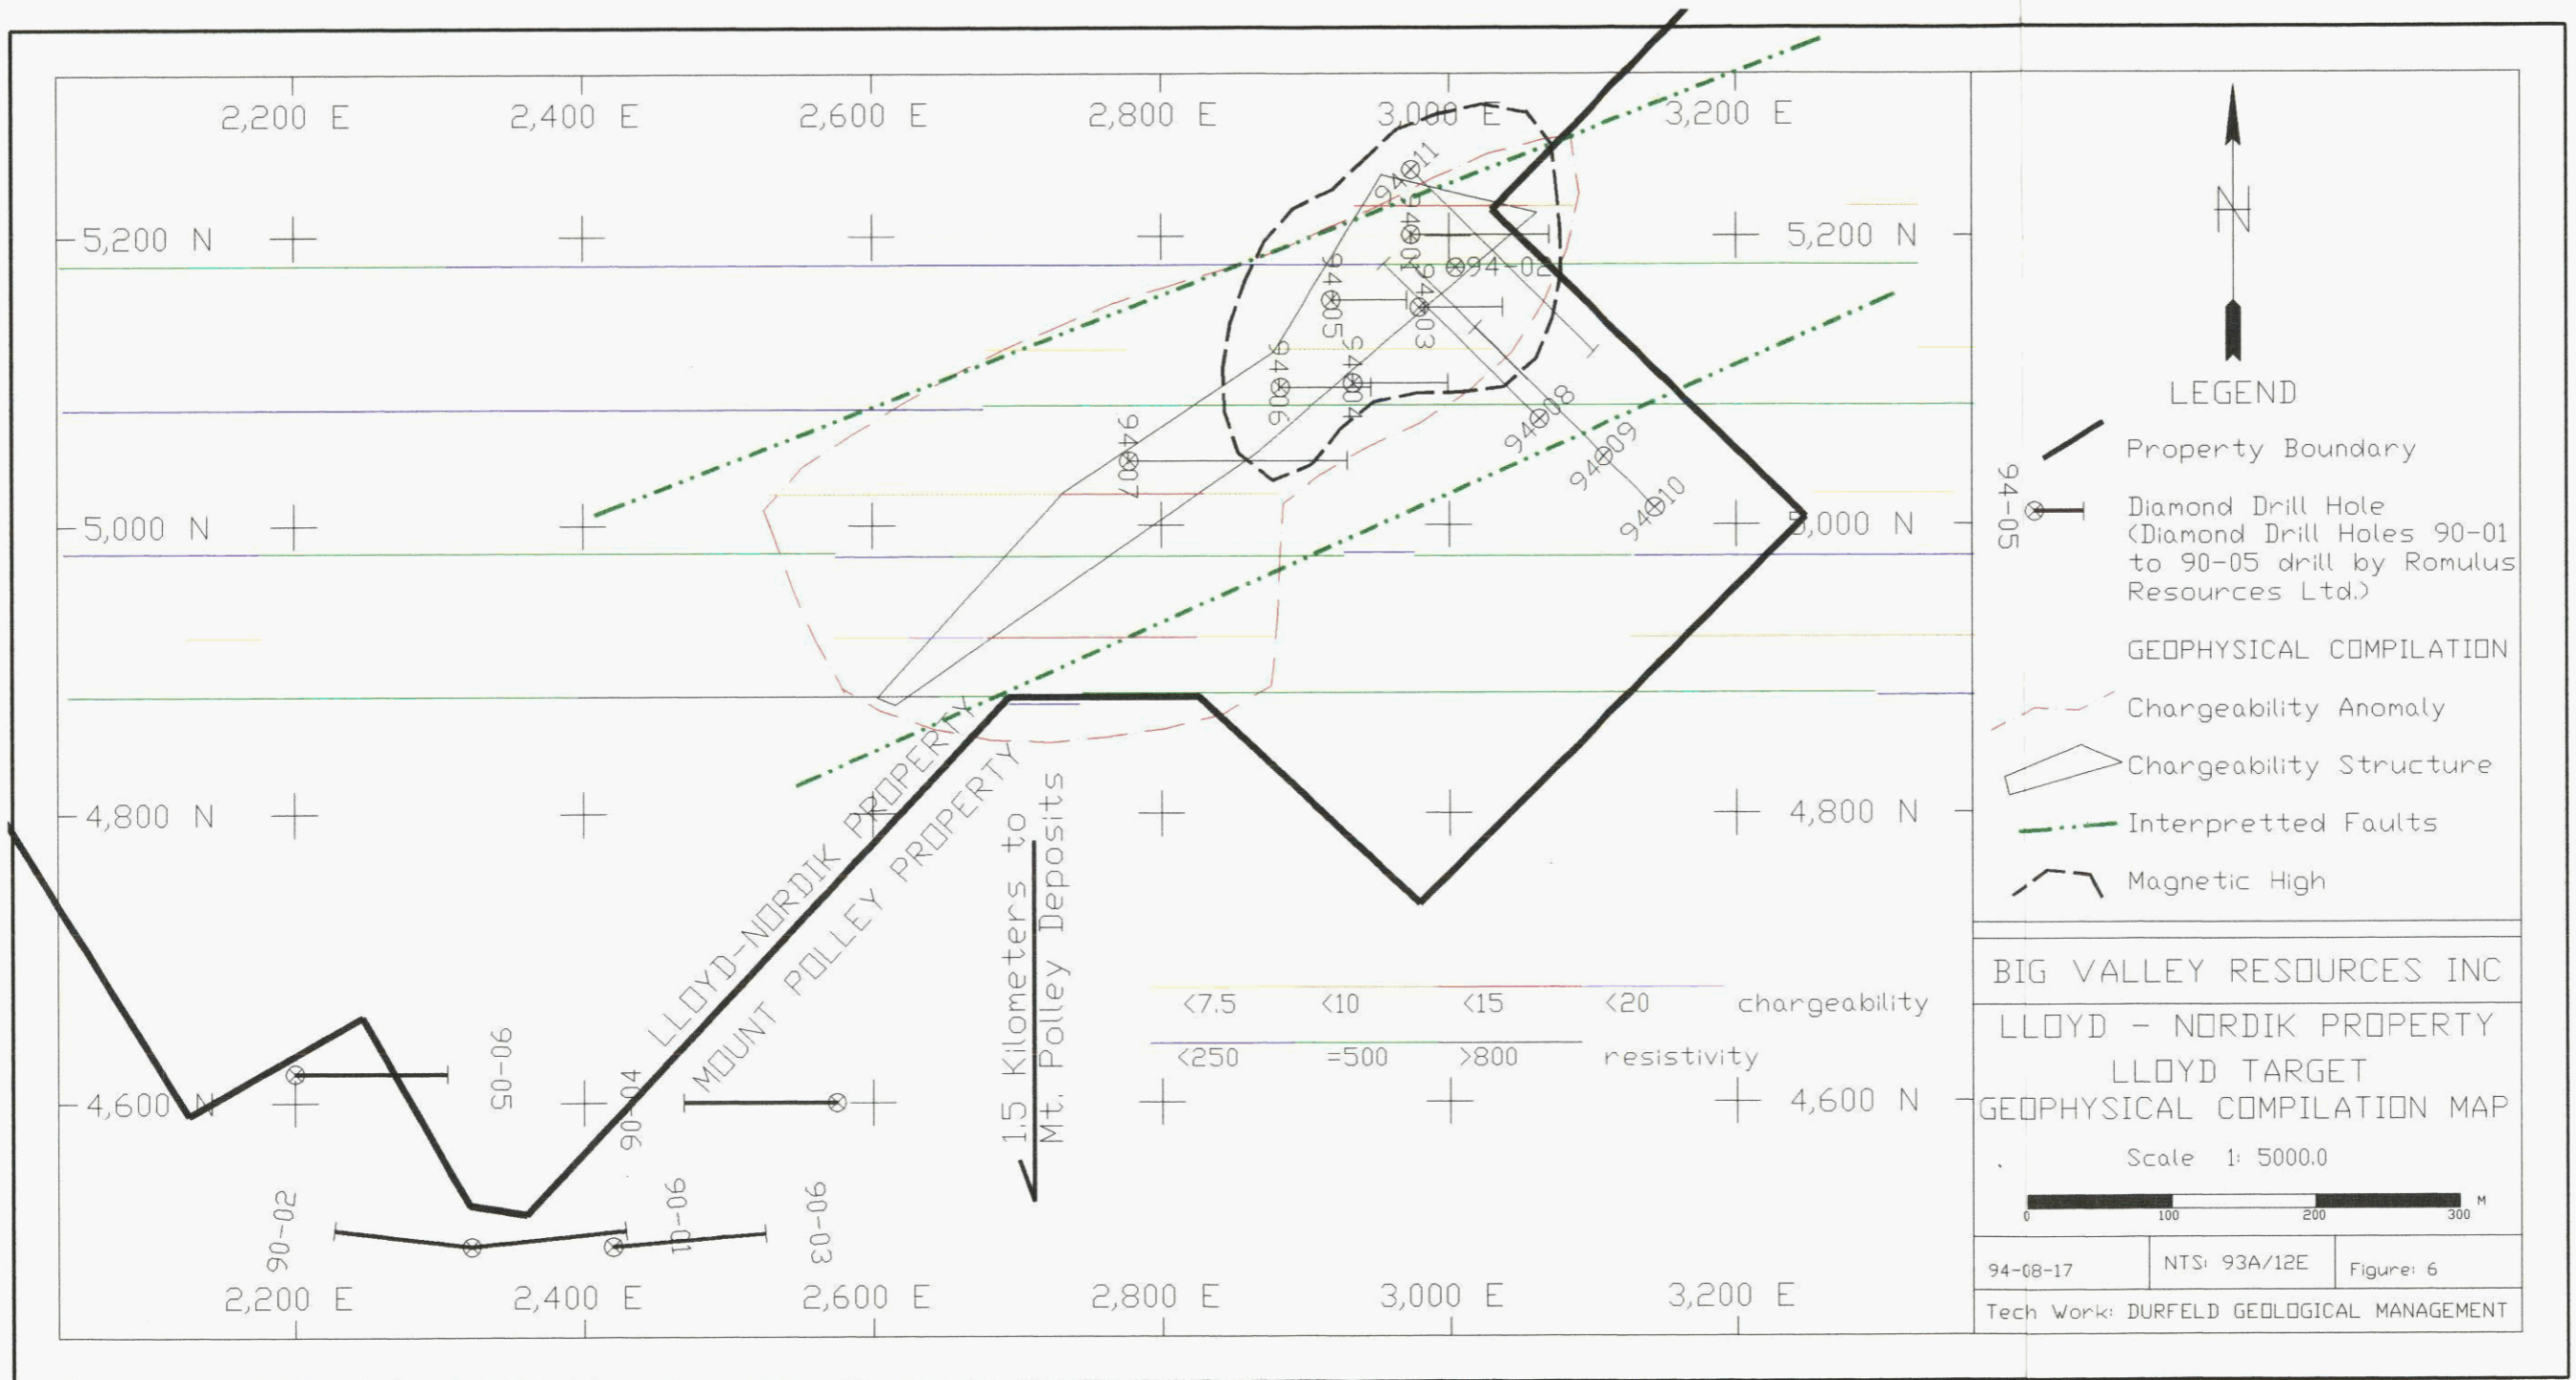 2,200 E
2,400 E
2,600 E
2,800 E
3,000 E
3,200 E
5,200 N
5,200 N
5,000 N
5,000 N
4,800 N
4,800 N
4,600 N
4,600 N
94-11
94-01
94-02
94-03
94-05
94-04
94-06
94-07
94-08
94-09
94-10
LLOYD-NORDIK PROPERTY
MOUNT POLLEY PROPERTY
1.5 Kilometers to
Mt. Polley Deposits
90-05
90-04
90-02
90-01
90-03
<7.5 <10 <15 <20 chargeability
<250 =500 >800 resistivity
2,200 E
2,400 E
2,600 E
2,800 E
3,000 E
3,200 E
N
LEGEND
Property Boundary
94-05
Diamond Drill Hole
(Diamond Drill Holes 90-01
to 90-05 drill by Romulus
Resources Ltd.)
GEOPHYSICAL COMPILATION
Chargeability Anomaly
Chargeability Structure
Interpretted Faults
Magnetic High
BIG VALLEY RESOURCES INC
LLOYD - NORDIK PROPERTY
LLOYD TARGET
GEOPHYSICAL COMPILATION MAP
Scale 1: 5000.0
M
0 100 200 300
94-08-17
NTS: 93A/12E
Figure: 6
Tech Work: DURFELD GEOLOGICAL MANAGEMENT